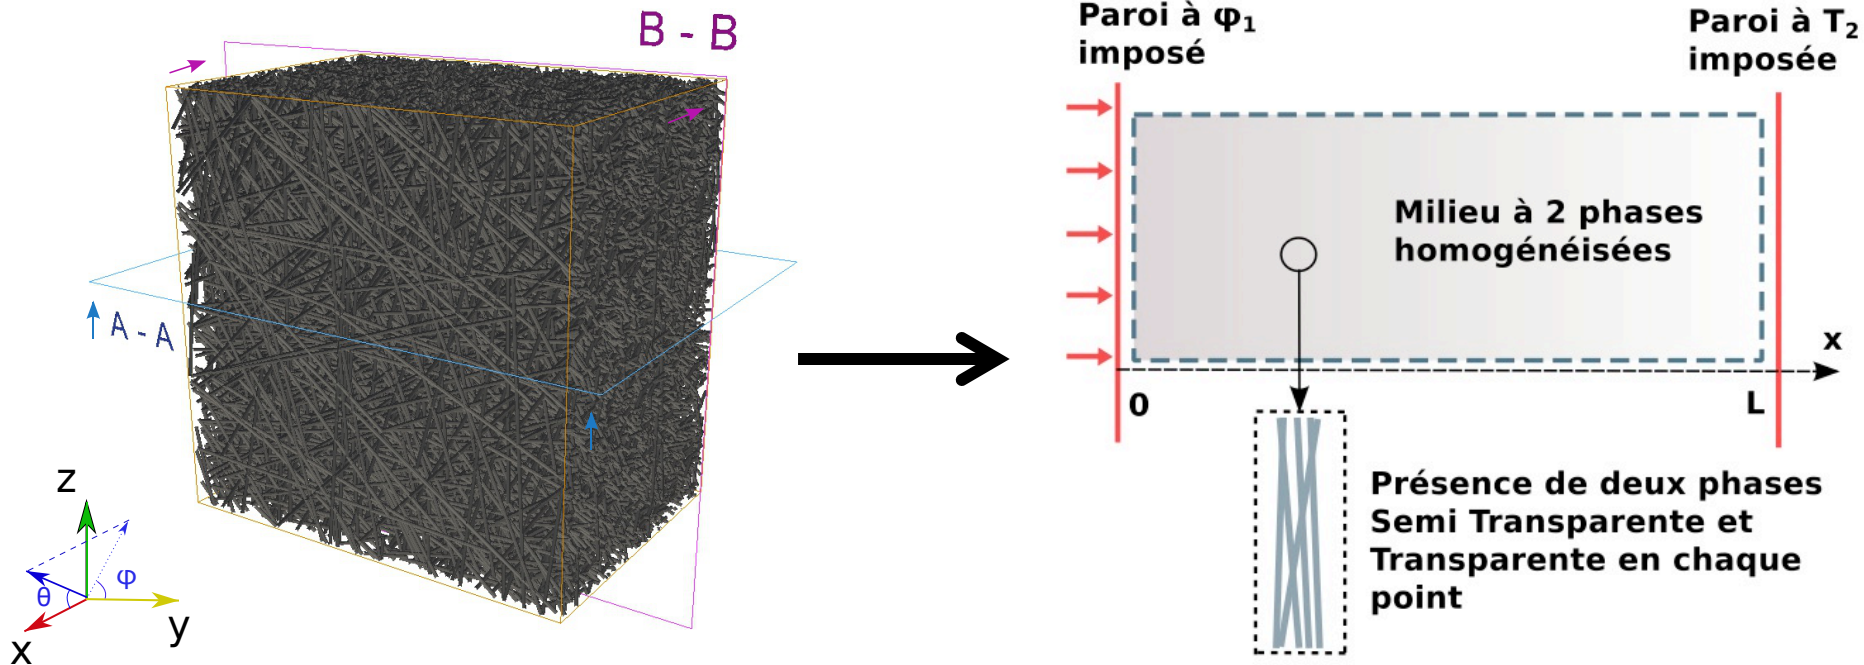 B - B
A - A
z
φ
θ
y
x
Paroi à φ₁
imposé
Paroi à T₂
imposée
Milieu à 2 phases
homogénéisées
x
0
L
Présence de deux phases
Semi Transparente et
Transparente en chaque
point